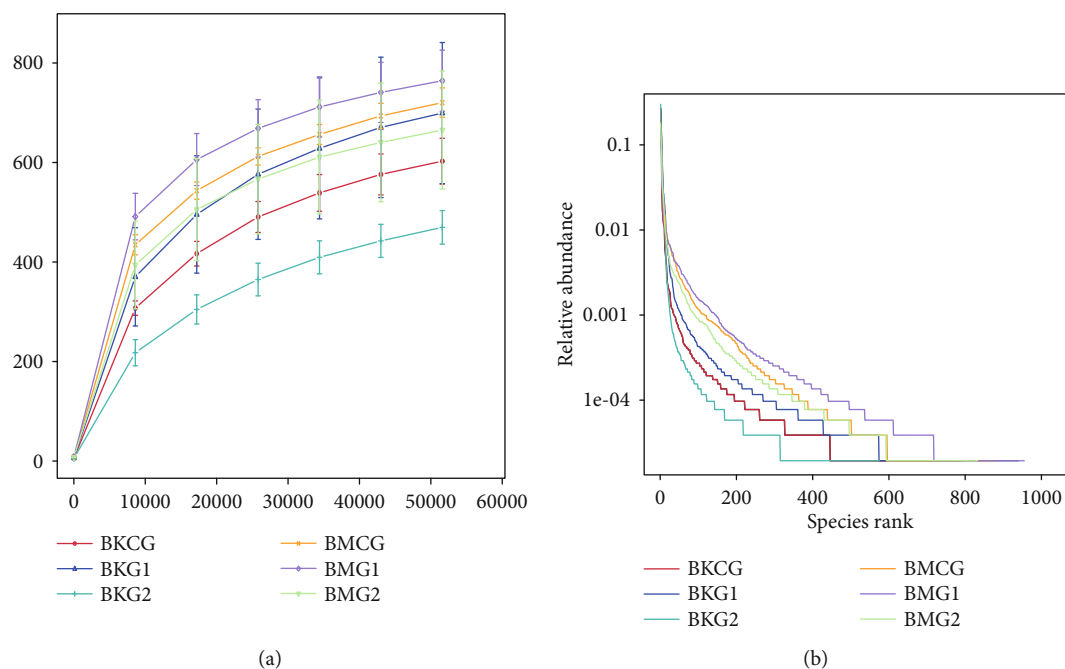 800
600
400
200
0
0 10000 20000 30000 40000 50000 60000
BKCG BMCG
BKG1 BMG1
BKG2 BMG2
(a)
Relative abundance
0.1
0.01
0.001
1e-04
0 200 400 600 800 1000
Species rank
BKCG BMCG
BKG1 BMG1
BKG2 BMG2
(b)